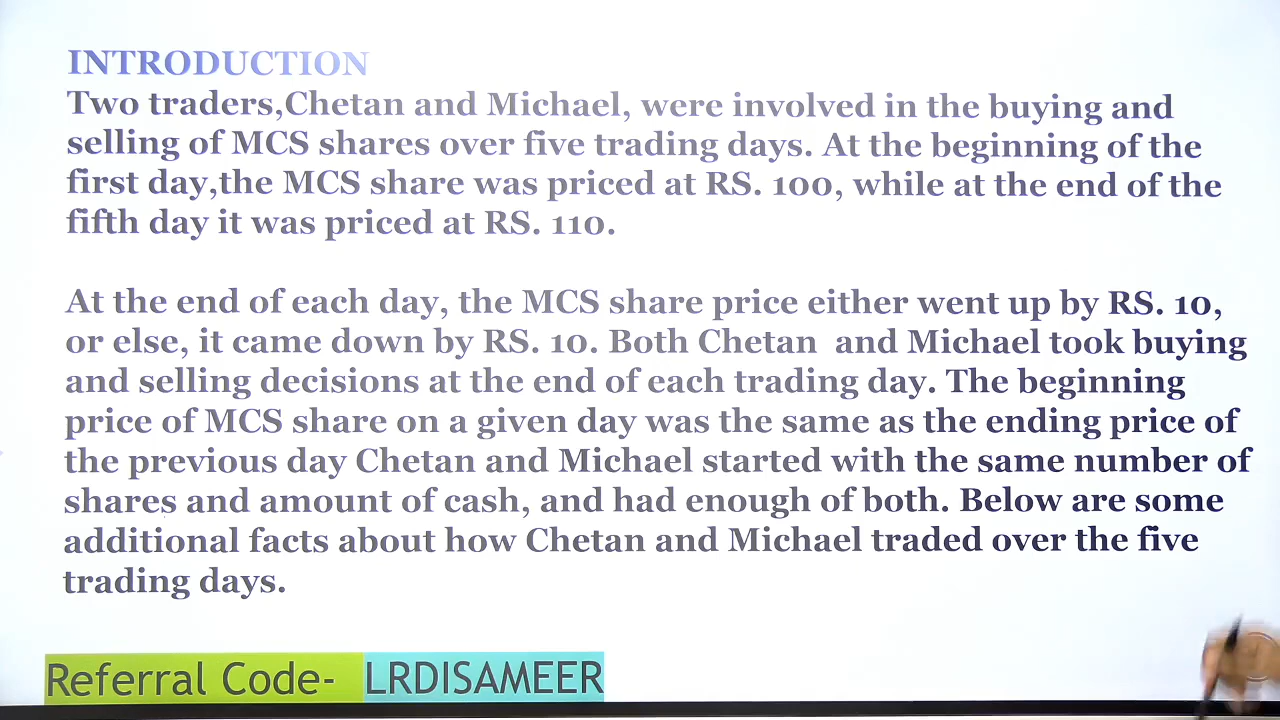 INTRODUCTION
Two traders,Chetan and Michael, were involved in the buying and
selling of MCS shares over five trading days. At the beginning of the
first day,the MCS share was priced at RS. 100, while at the end of the
fifth day it was priced at RS. 110.
At the end of each day, the MCS share price either went up by RS. 10,
or else, it came down by RS. 10. Both Chetan and Michael took buying
and selling decisions at the end of each trading day. The beginning
price of MCS share on a given day was the same as the ending price of
the previous day Chetan and Michael started with the same number of
shares and amount of cash, and had enough of both. Below are some
additional facts about how Chetan and Michael traded over the five
trading days.
Referral Code- LRDISAMEER